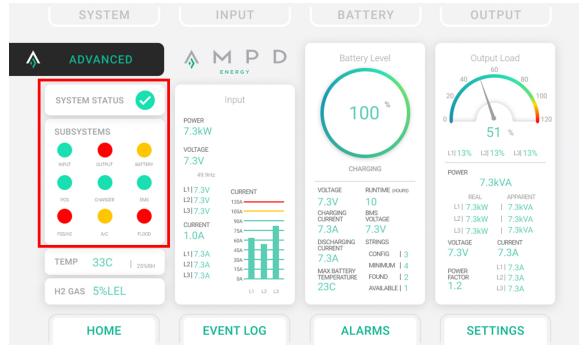 SYSTEM
INPUT
BATTERY
OUTPUT
ADVANCED
AMPD
ENERGY
SYSTEM STATUS
SUBSYSTEMS
INPUT OUTPUT BATTERY
PCS CHARGER BMS
FSS/H2 A/C FLOOD
TEMP 33C | 25%RH
H2 GAS 5%LEL
Input
POWER
7.3kW
VOLTAGE
7.3V
49.9Hz
L1|7.3V
L2|7.3V
L3|7.3V
CURRENT
1.0A
L1|7.3A
L2|7.3A
L3|7.3A
CURRENT
135A
105A
90A
75A
60A
45A
30A
15A
0A
L1 L2 L3
Battery Level
100 %
CHARGING
VOLTAGE
7.3V
RUNTIME (HOURS)
10
CHARGING
CURRENT
7.3A
BMS
VOLTAGE
7.3V
DISCHARGING
CURRENT
7.3A
STRINGS
CONFIG | 3
MINIMUM | 4
FOUND | 2
AVAILABLE | 1
MAX BATTERY
TEMPERATURE
23C
Output Load
0 20 40 60 80 100 120
51 %
L1|13% L2|13% L3|13%
POWER
7.3kVA
REAL APPARENT
L1 | 7.3kW | 7.3kVA
L2 | 7.3kW | 7.3kVA
L3 | 7.3kW | 7.3kVA
VOLTAGE
7.3V
CURRENT
7.3A
POWER
FACTOR
1.2
L1 | 7.3A
L2 | 7.3A
L3 | 7.3A
HOME
EVENT LOG
ALARMS
SETTINGS